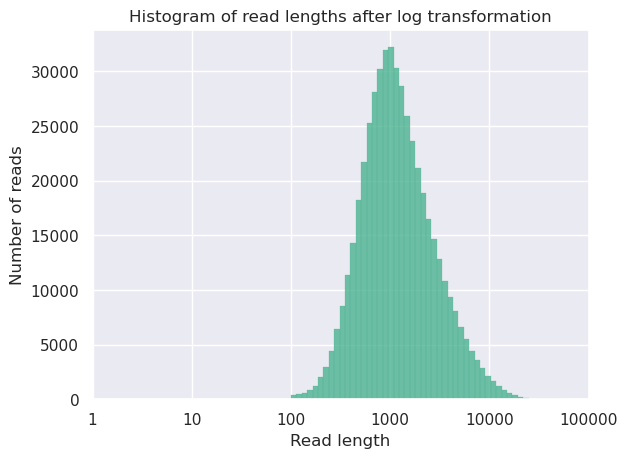 Histogram of read lengths after log transformation
30000
25000
20000
15000
10000
5000
0
Number of reads
1 10 100 1000 10000 100000
Read length